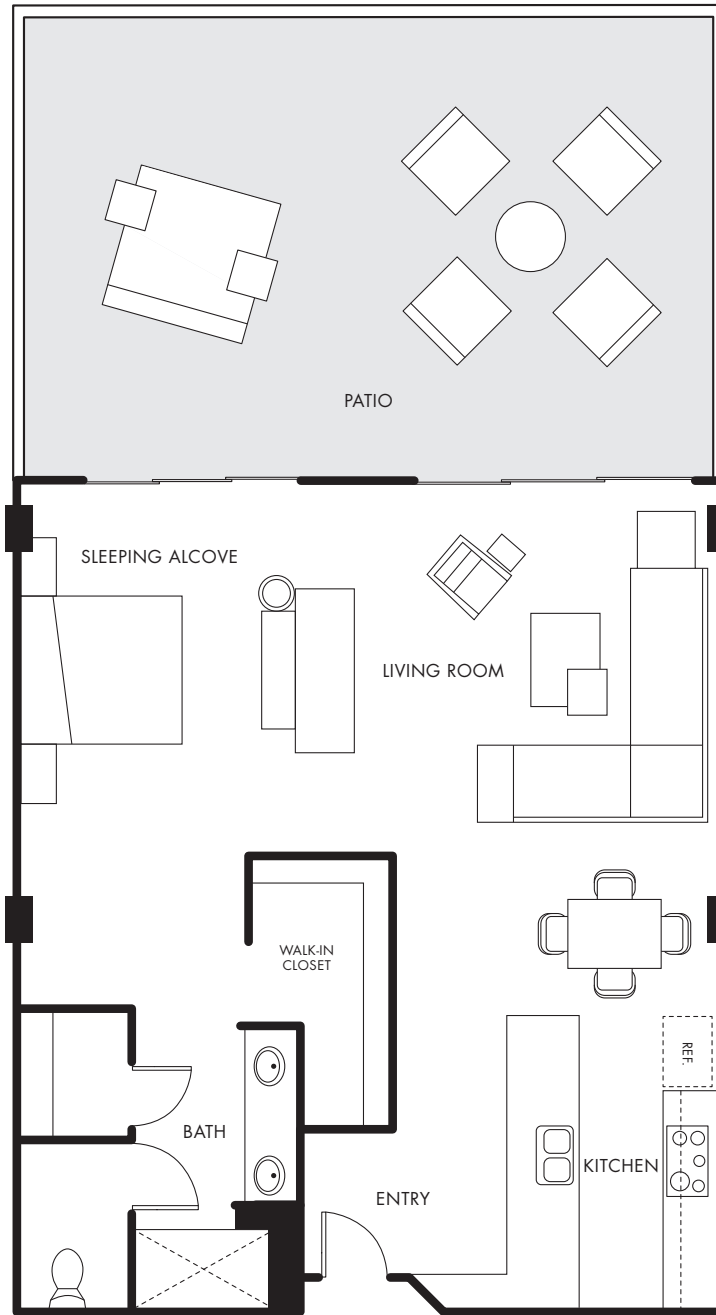 PATIO
SLEEPING ALCOVE
LIVING ROOM
WALK-IN
CLOSET
REF.
BATH
KITCHEN
ENTRY